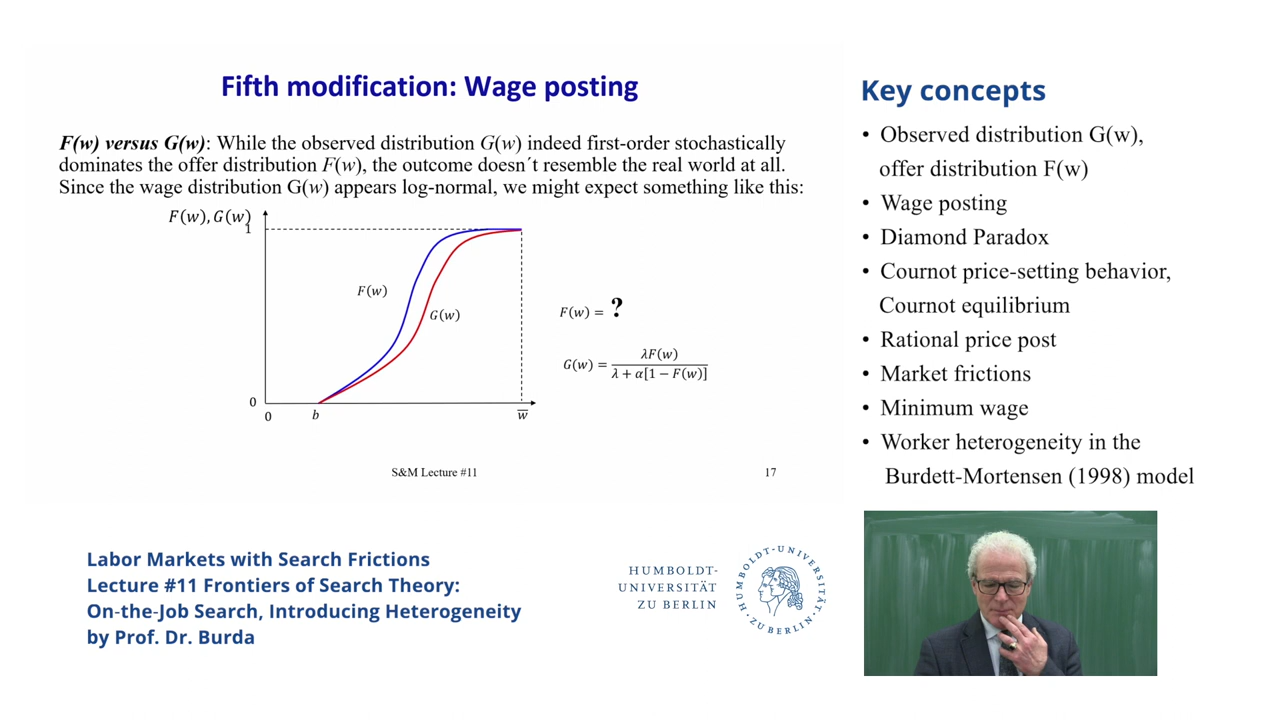 Fifth modification: Wage posting
F(w) versus G(w): While the observed distribution G(w) indeed first-order stochastically
dominates the offer distribution F(w), the outcome doesn´t resemble the real world at all.
Since the wage distribution G(w) appears log-normal, we might expect something like this:
F(w), G(w)
1
F(w)
G(w)
0
0
b
w̅
F(w) = ?
G(w) = λF(w) / λ + α[1 − F(w)]
S&M Lecture #11
17
Key concepts
• Observed distribution G(w),
offer distribution F(w)
• Wage posting
• Diamond Paradox
• Cournot price-setting behavior,
Cournot equilibrium
• Rational price post
• Market frictions
• Minimum wage
• Worker heterogeneity in the
Burdett-Mortensen (1998) model
Labor Markets with Search Frictions
Lecture #11 Frontiers of Search Theory:
On-the-Job Search, Introducing Heterogeneity
by Prof. Dr. Burda
HUMBOLDT-
UNIVERSITÄT
ZU BERLIN
HUMBOLDT-UNIVERSITÄT ZU BERLIN